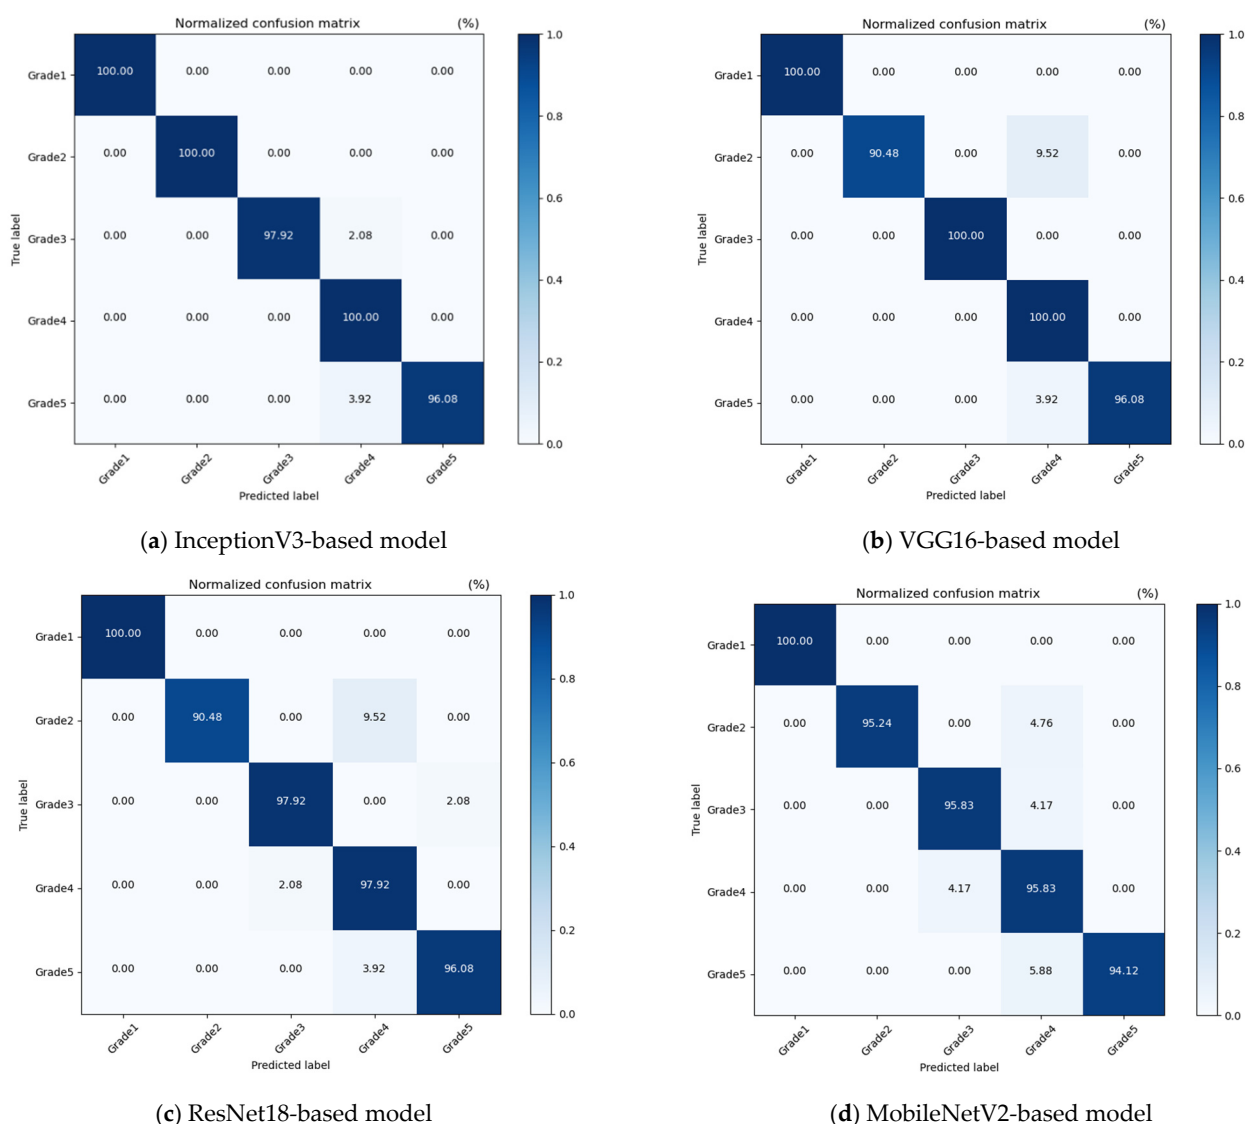 Normalized confusion matrix (%)
Grade1 100.00 0.00 0.00 0.00 0.00
Grade2 0.00 100.00 0.00 0.00 0.00
Grade3 0.00 0.00 97.92 2.08 0.00
Grade4 0.00 0.00 0.00 100.00 0.00
Grade5 0.00 0.00 0.00 3.92 96.08
True label
Grade1 Grade2 Grade3 Grade4 Grade5
Predicted label
1.0
0.8
0.6
0.4
0.2
0.0
(a) InceptionV3-based model
Normalized confusion matrix (%)
Grade1 100.00 0.00 0.00 0.00 0.00
Grade2 0.00 90.48 0.00 9.52 0.00
Grade3 0.00 0.00 100.00 0.00 0.00
Grade4 0.00 0.00 0.00 100.00 0.00
Grade5 0.00 0.00 0.00 3.92 96.08
True label
Grade1 Grade2 Grade3 Grade4 Grade5
Predicted label
1.0
0.8
0.6
0.4
0.2
0.0
(b) VGG16-based model
Normalized confusion matrix (%)
Grade1 100.00 0.00 0.00 0.00 0.00
Grade2 0.00 90.48 0.00 9.52 0.00
Grade3 0.00 0.00 97.92 0.00 2.08
Grade4 0.00 0.00 2.08 97.92 0.00
Grade5 0.00 0.00 0.00 3.92 96.08
True label
Grade1 Grade2 Grade3 Grade4 Grade5
Predicted label
1.0
0.8
0.6
0.4
0.2
0.0
(c) ResNet18-based model
Normalized confusion matrix (%)
Grade1 100.00 0.00 0.00 0.00 0.00
Grade2 0.00 95.24 0.00 4.76 0.00
Grade3 0.00 0.00 95.83 4.17 0.00
Grade4 0.00 0.00 4.17 95.83 0.00
Grade5 0.00 0.00 0.00 5.88 94.12
True label
Grade1 Grade2 Grade3 Grade4 Grade5
Predicted label
1.0
0.8
0.6
0.4
0.2
0.0
(d) MobileNetV2-based model